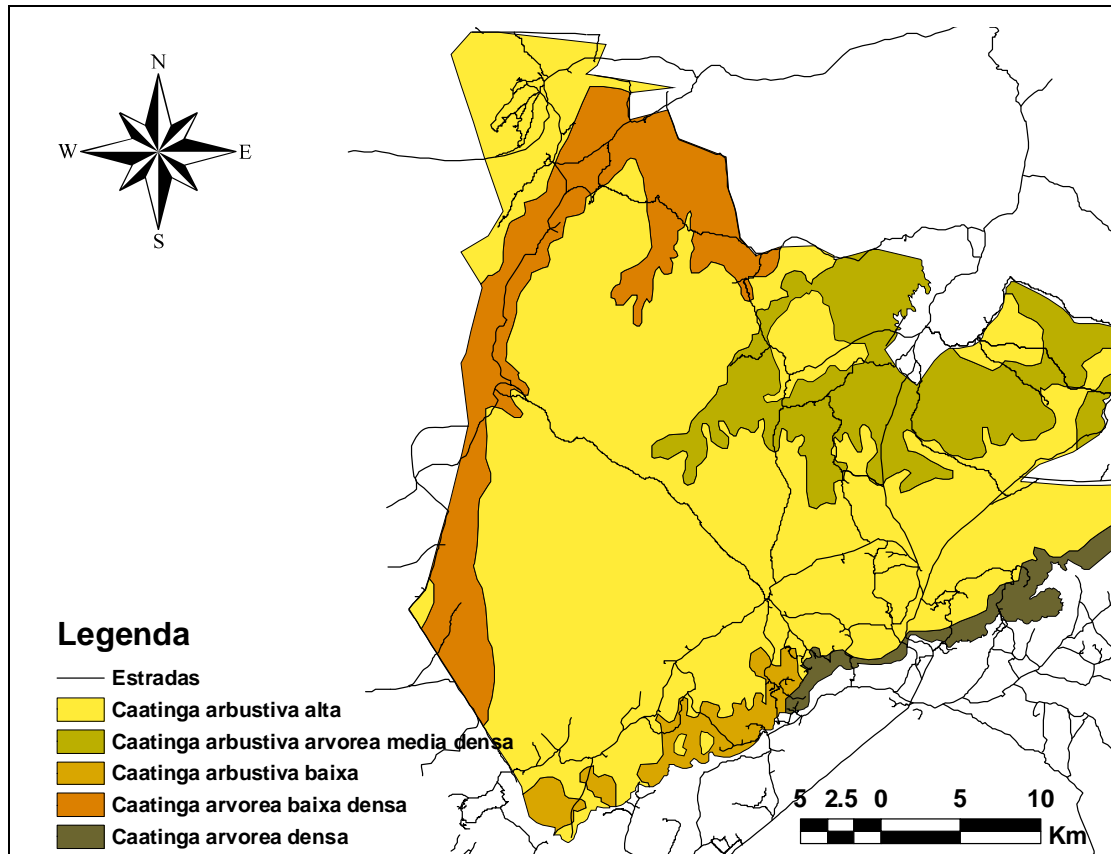 N
W E
S
Legenda
Estradas
Caatinga arbustiva alta
Caatinga arbustiva arvorea media densa
Caatinga arbustiva baixa
Caatinga arvorea baixa densa
Caatinga arvorea densa
5 2.5 0 5 10
Km